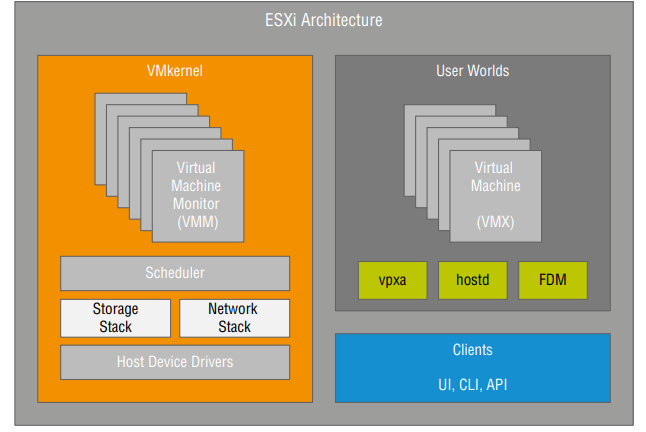 ESXi Architecture
VMkernel
Virtual
Machine
Monitor
(VMM)
Scheduler
Storage
Stack
Network
Stack
Host Device Drivers
User Worlds
Virtual
Machine
(VMX)
vpxa
hostd
FDM
Clients
UI, CLI, API